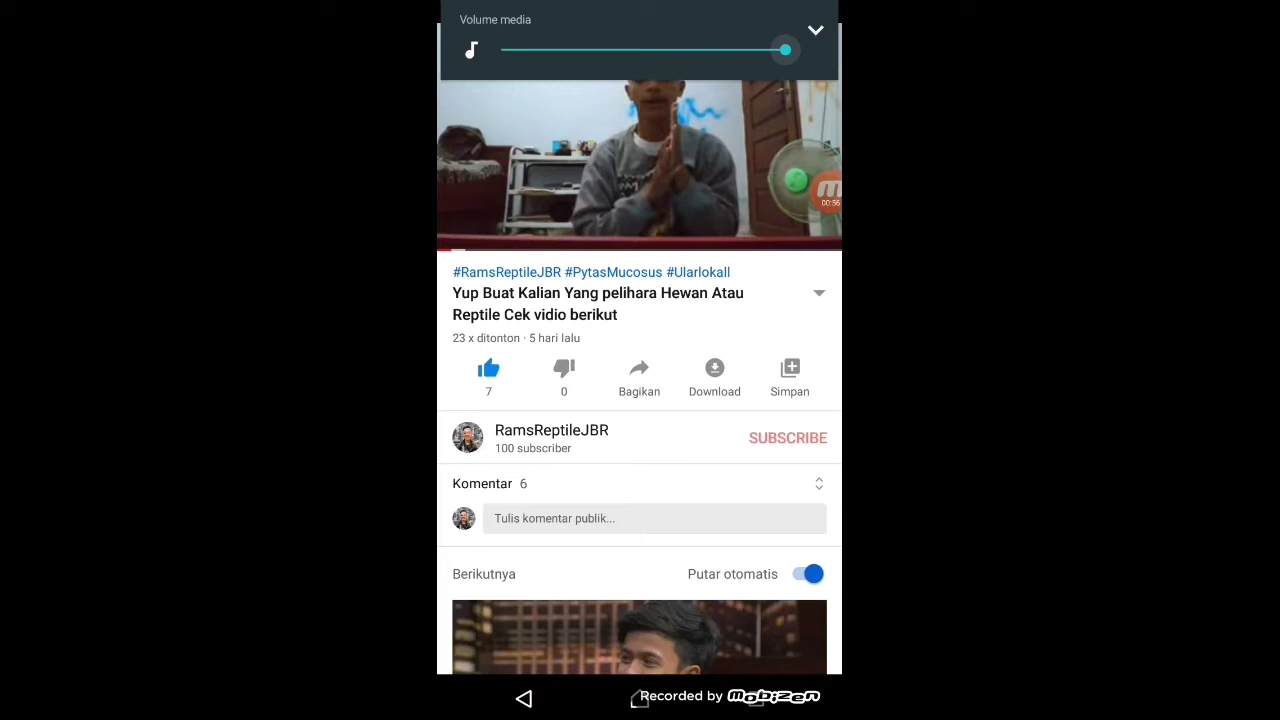 Volume media
00:56
#RamsReptileJBR #PytasMucosus #Ularlokall
Yup Buat Kalian Yang pelihara Hewan Atau
Reptile Cek vidio berikut
23 x ditonton · 5 hari lalu
7
0
Bagikan
Download
Simpan
RamsReptileJBR
SUBSCRIBE
100 subscriber
Komentar 6
Tulis komentar publik...
Berikutnya
Putar otomatis
Recorded by mobizen